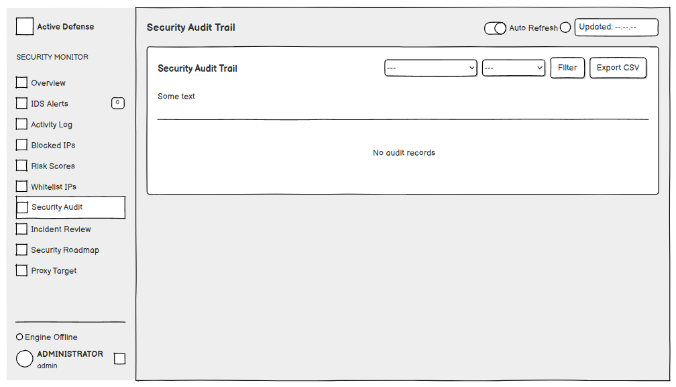 Active Defense
SECURITY MONITOR
Overview
IDS Alerts 0
Activity Log
Blocked IPs
Risk Scores
Whitelist IPs
Security Audit
Incident Review
Security Roadmap
Proxy Target
Engine Offline
ADMINISTRATOR
admin
Security Audit Trail
Auto Refresh
Updated: --.--.--
Security Audit Trail
---
---
Filter
Export CSV
Some text
No audit records